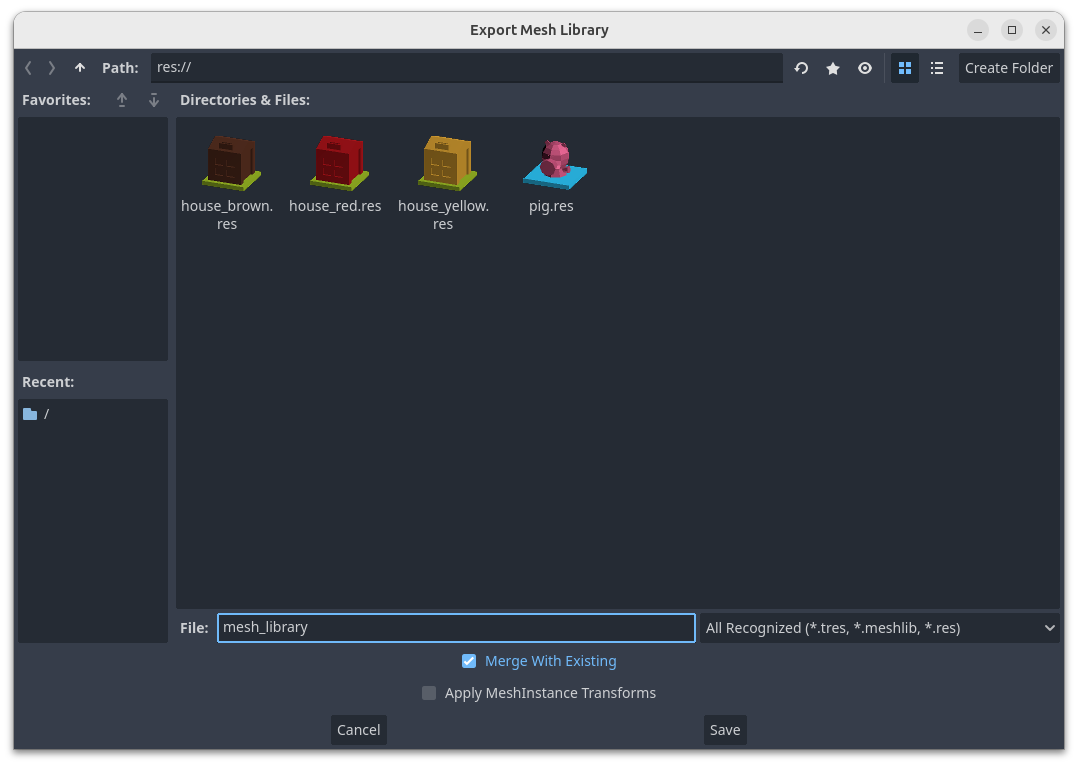 Export Mesh Library
Path: res:// Create Folder
Favorites: Directories & Files:
house_brown. house_red.res house_yellow. pig.res
res res
Recent:
/
File: mesh_library All Recognized (*.tres, *.meshlib, *.res)
Merge With Existing
Apply MeshInstance Transforms
Cancel Save